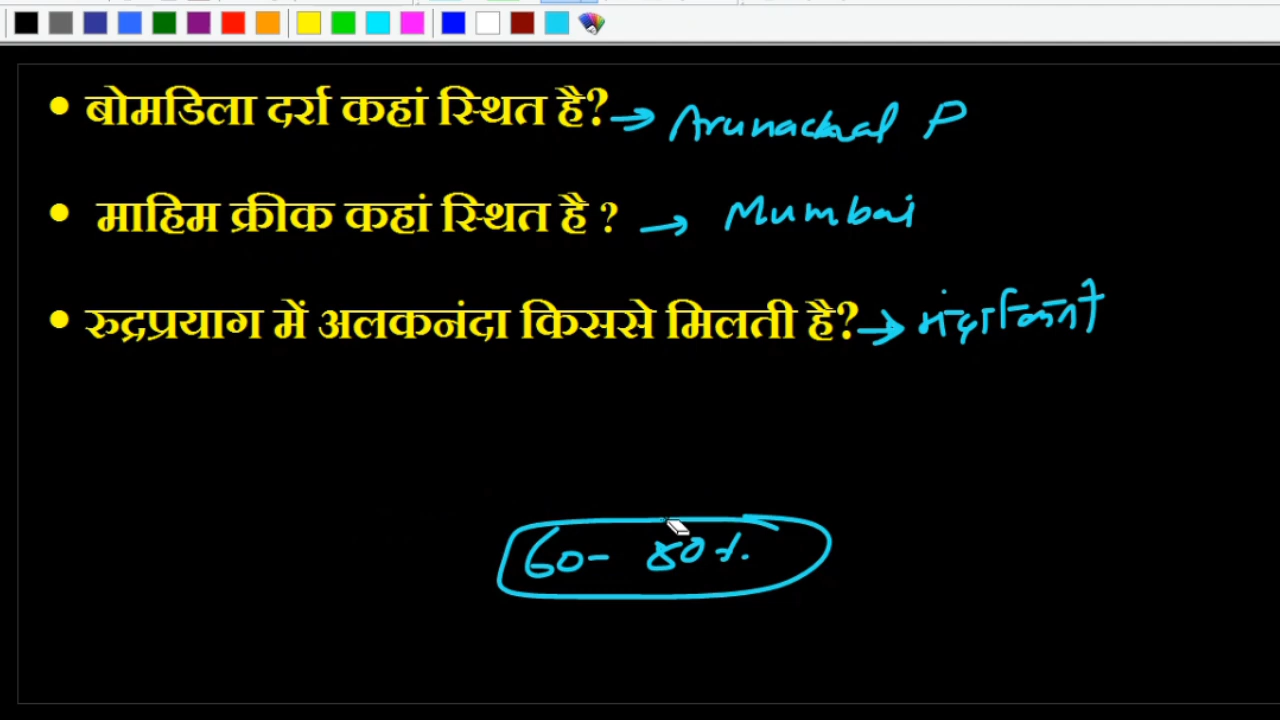 • बोमडिला दर्रा कहां स्थित है? → Arunachal P
• माहिम क्रीक कहां स्थित है ? → Mumbai
• रुद्रप्रयाग में अलकनंदा किससे मिलती है? → मंदाकिनी
60- 80%.